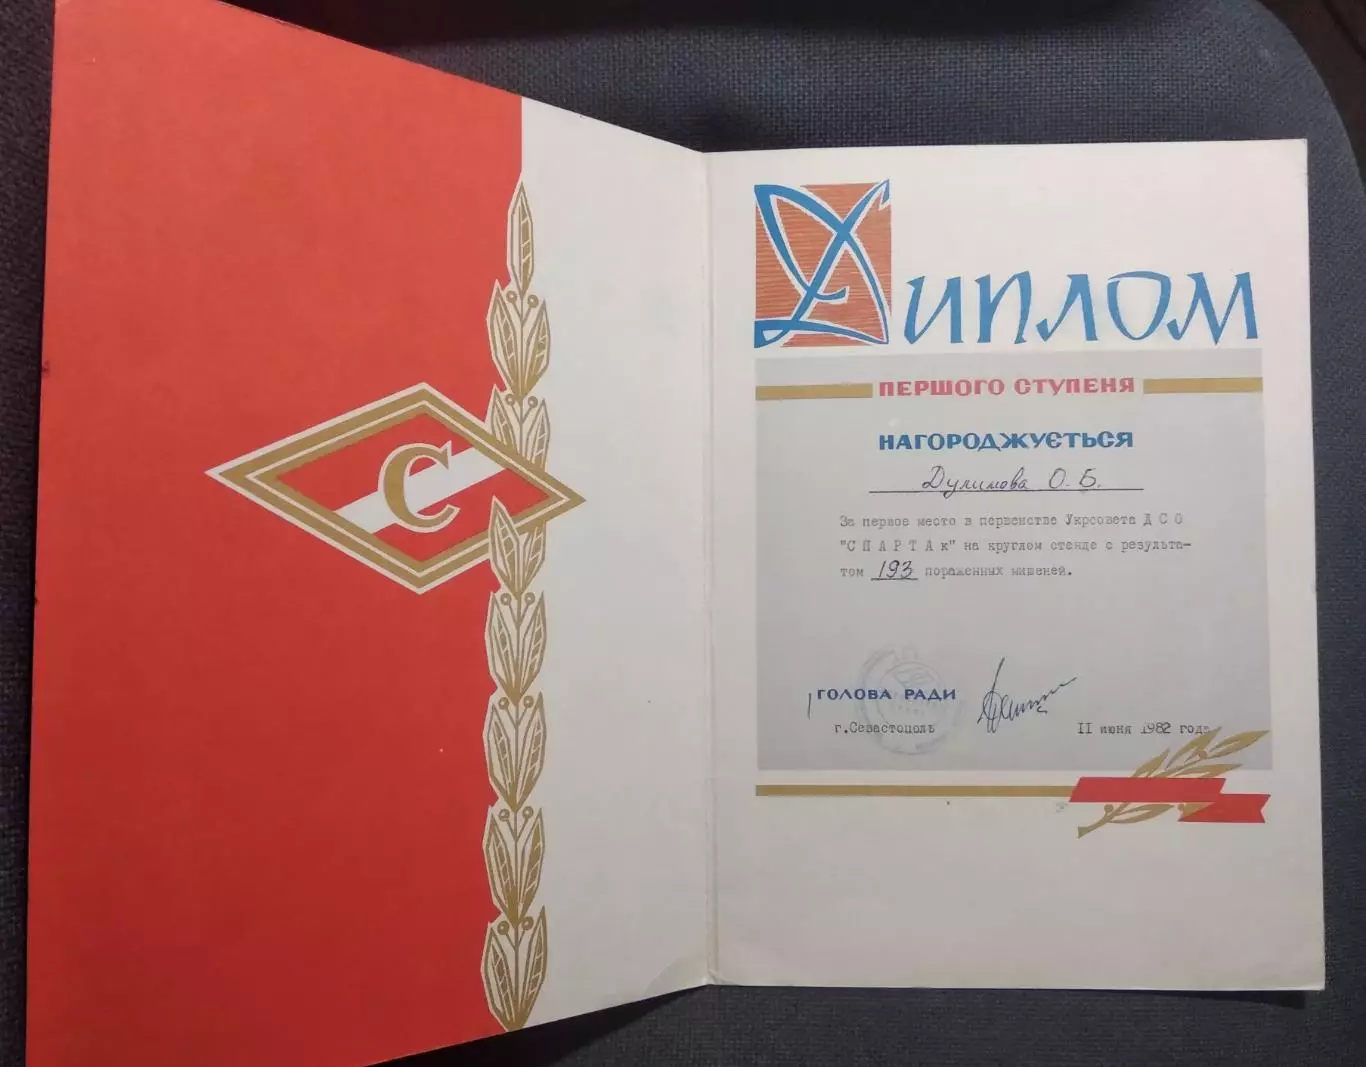 С
Диплом
ПЕРШОГО СТУПЕНЯ
НАГОРОДЖУЄТЬСЯ
Дулимова О.Б.
За первое место в первенстве Укрсовета ДСО
"СПАРТАк" на круглом стенде с результа-
том 193 пораженных мишеней.
ГОЛОВА РАДИ
г.Севастополь
II июня 1982 года